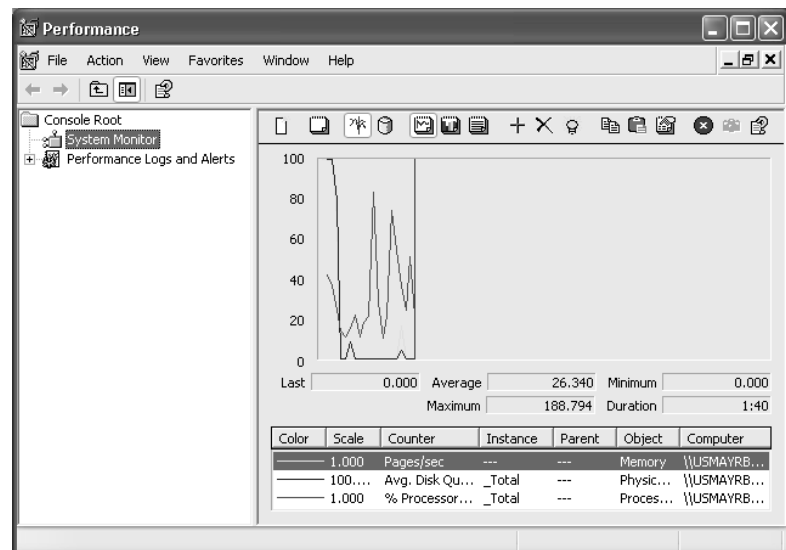 Performance
File Action View Favorites Window Help
Console Root
System Monitor
Performance Logs and Alerts
100
80
60
40
20
0
Last 0.000 Average 26.340 Minimum 0.000
Maximum 188.794 Duration 1:40
Color Scale Counter Instance Parent Object Computer
1.000 Pages/sec --- --- Memory \\USMAYRB...
100.... Avg. Disk Qu... _Total --- Physic... \\USMAYRB...
1.000 % Processor... _Total --- Proces... \\USMAYRB...